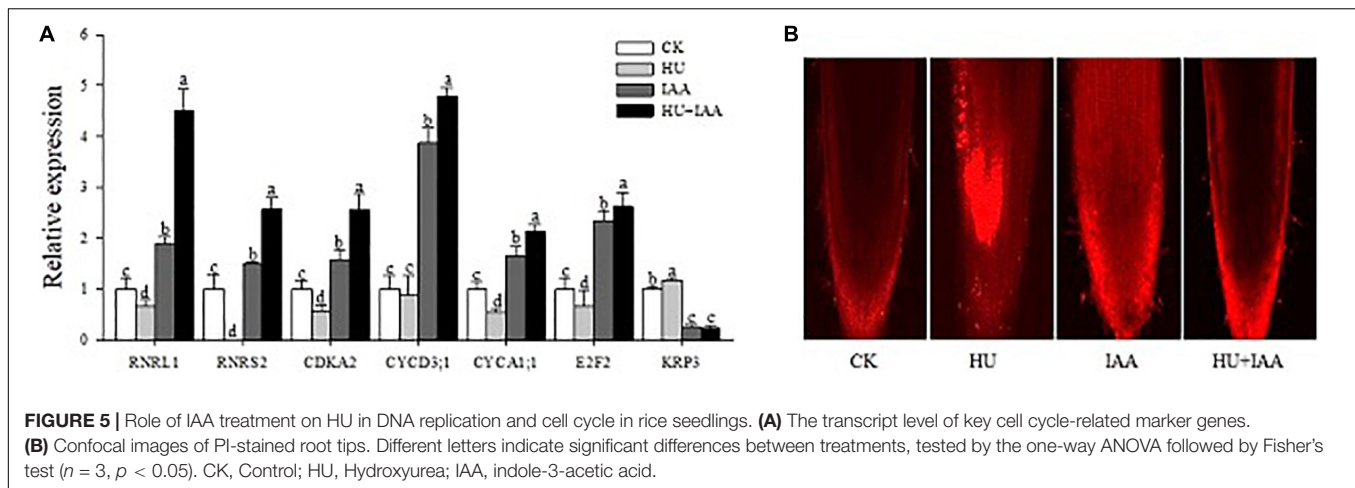 A
B
6
5
4
3
2
1
0
Relative expression
CK
HU
IAA
HU+IAA
c d b a
c d b a
c d b a
c c b a
c d b a
c d b a
b a c c
RNRL1 RNRS2 CDKA2 CYCD3;1 CYCA1;1 E2F2 KRP3
CK HU IAA HU+IAA
FIGURE 5 | Role of IAA treatment on HU in DNA replication and cell cycle in rice seedlings. (A) The transcript level of key cell cycle-related marker genes.
(B) Confocal images of PI-stained root tips. Different letters indicate significant differences between treatments, tested by the one-way ANOVA followed by Fisher's
test (n = 3, p < 0.05). CK, Control; HU, Hydroxyurea; IAA, indole-3-acetic acid.